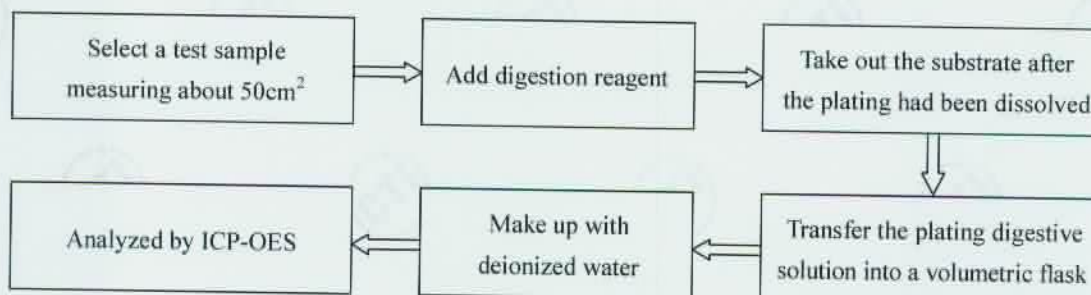 Select a test sample
measuring about 50cm²
Add digestion reagent
Take out the substrate after
the plating had been dissolved
Transfer the plating digestive
solution into a volumetric flask
Make up with
deionized water
Analyzed by ICP-OES